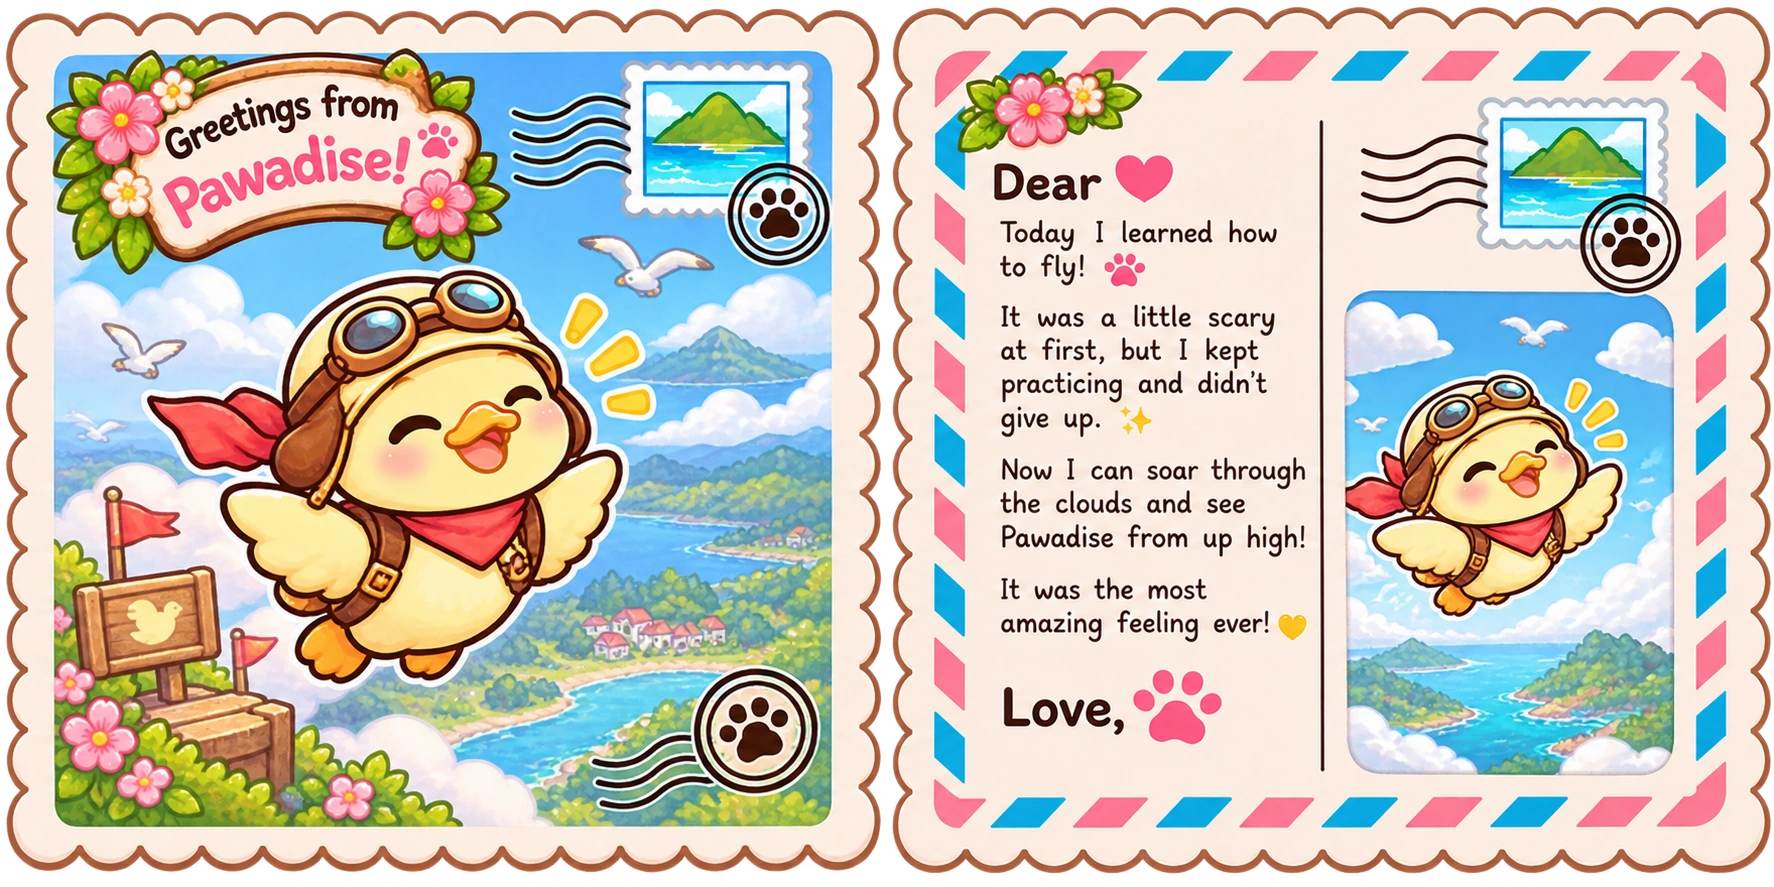 Greetings from
Pawadise!
Dear
Today I learned how
to fly!
It was a little scary
at first, but I kept
practicing and didn't
give up.
Now I can soar through
the clouds and see
Pawadise from up high!
It was the most
amazing feeling ever!
Love,